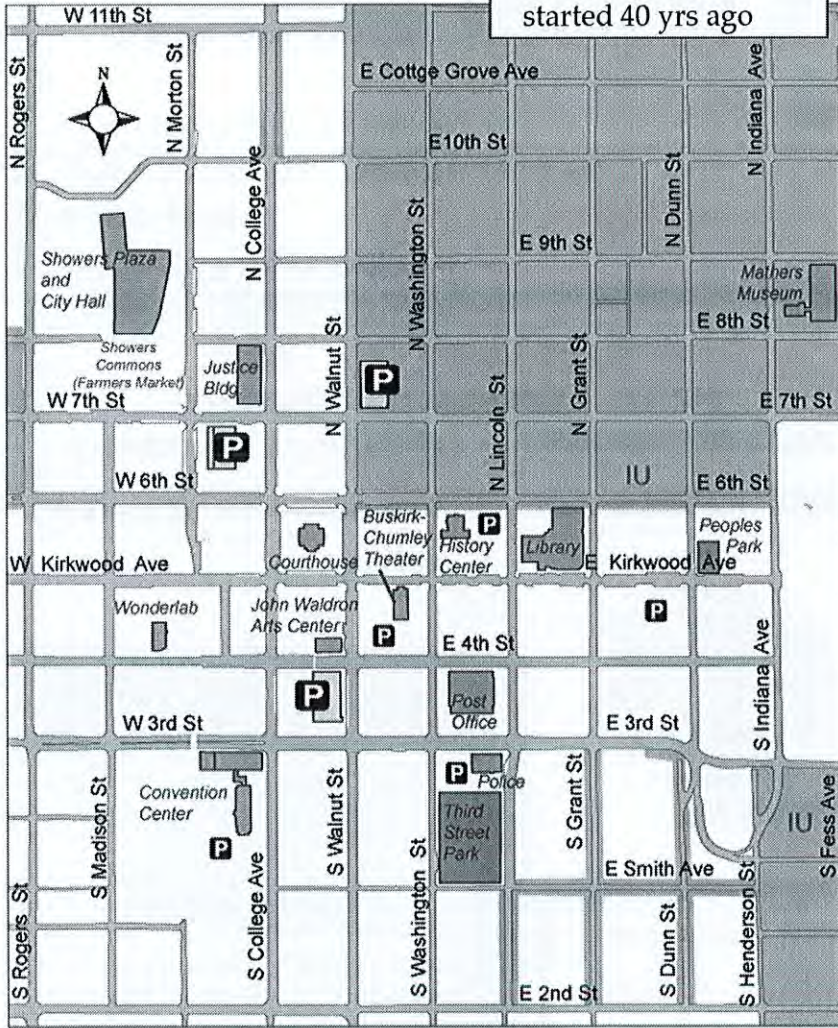 started 40 yrs ago
W 11th St
N Rogers St
N
N Morton St
N College Ave
E Cottge Grove Ave
E10th St
N Washington St
E 9th St
N Dunn St
N Indiana Ave
Showers Plaza
and
City Hall
Mathers
Museum
E 8th St
Showers
Commons
(Farmers Market)
Justice
Bldg.
N Walnut St
P
N Lincoln St
N Grant St
W 7th St
E 7th St
P
W 6th St
IU
E 6th St
Buskirk-
Chumley
Theater
P
History
Center
Library
Peoples
Park
W Kirkwood Ave
Courthouse
E Kirkwood Ave
Wonderlab
John Waldron
Arts Center
P
E 4th St
P
S Indiana Ave
P
Post
Office
W 3rd St
E 3rd St
Convention
Center
P
P
Police
Third
Street
Park
S Madison St
S Walnut St
S Grant St
IU
S Fess Ave
E Smith Ave
S Rogers St
S College Ave
S Washington St
S Dunn St
S Henderson St
E 2nd St